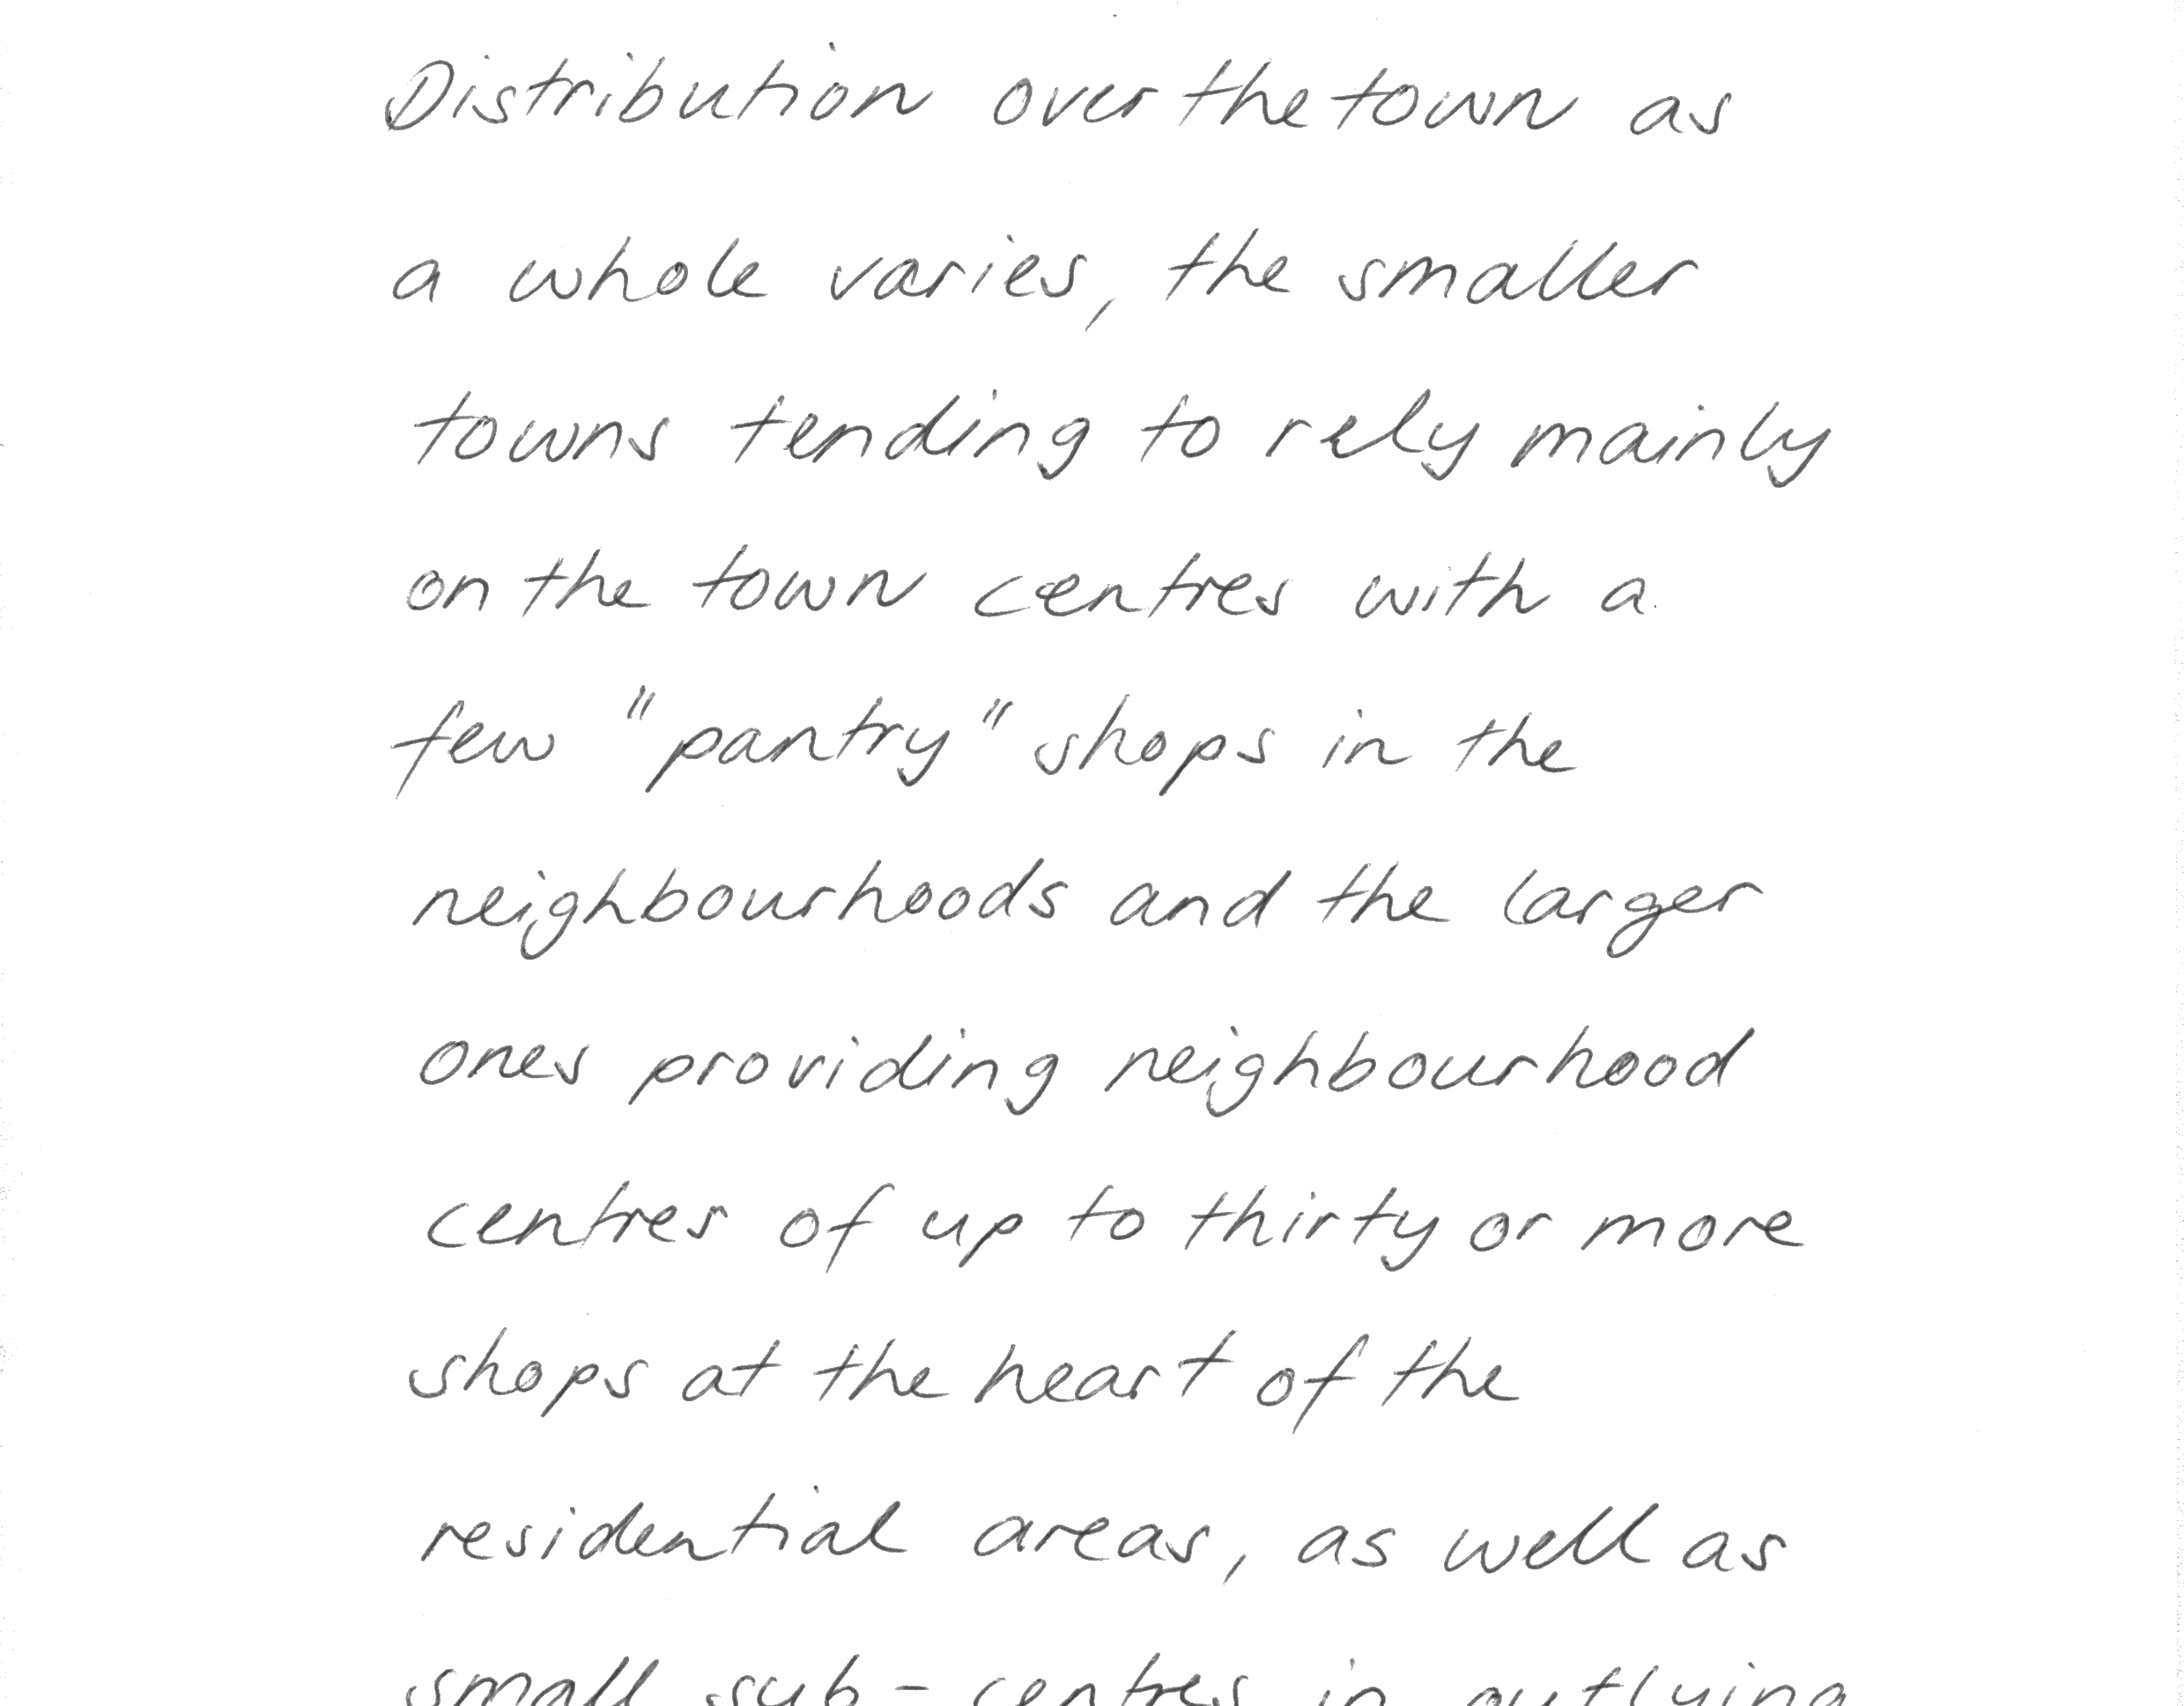 Distribution over the town as
a whole varies, the smaller
towns tending to rely mainly
on the town centres with a
few "pantry" shops in the
neighbourhoods and the larger
ones providing neighbourhood
centres of up to thirty or more
shops at the heart of the
residential areas, as well as
small sub-centres in outlying